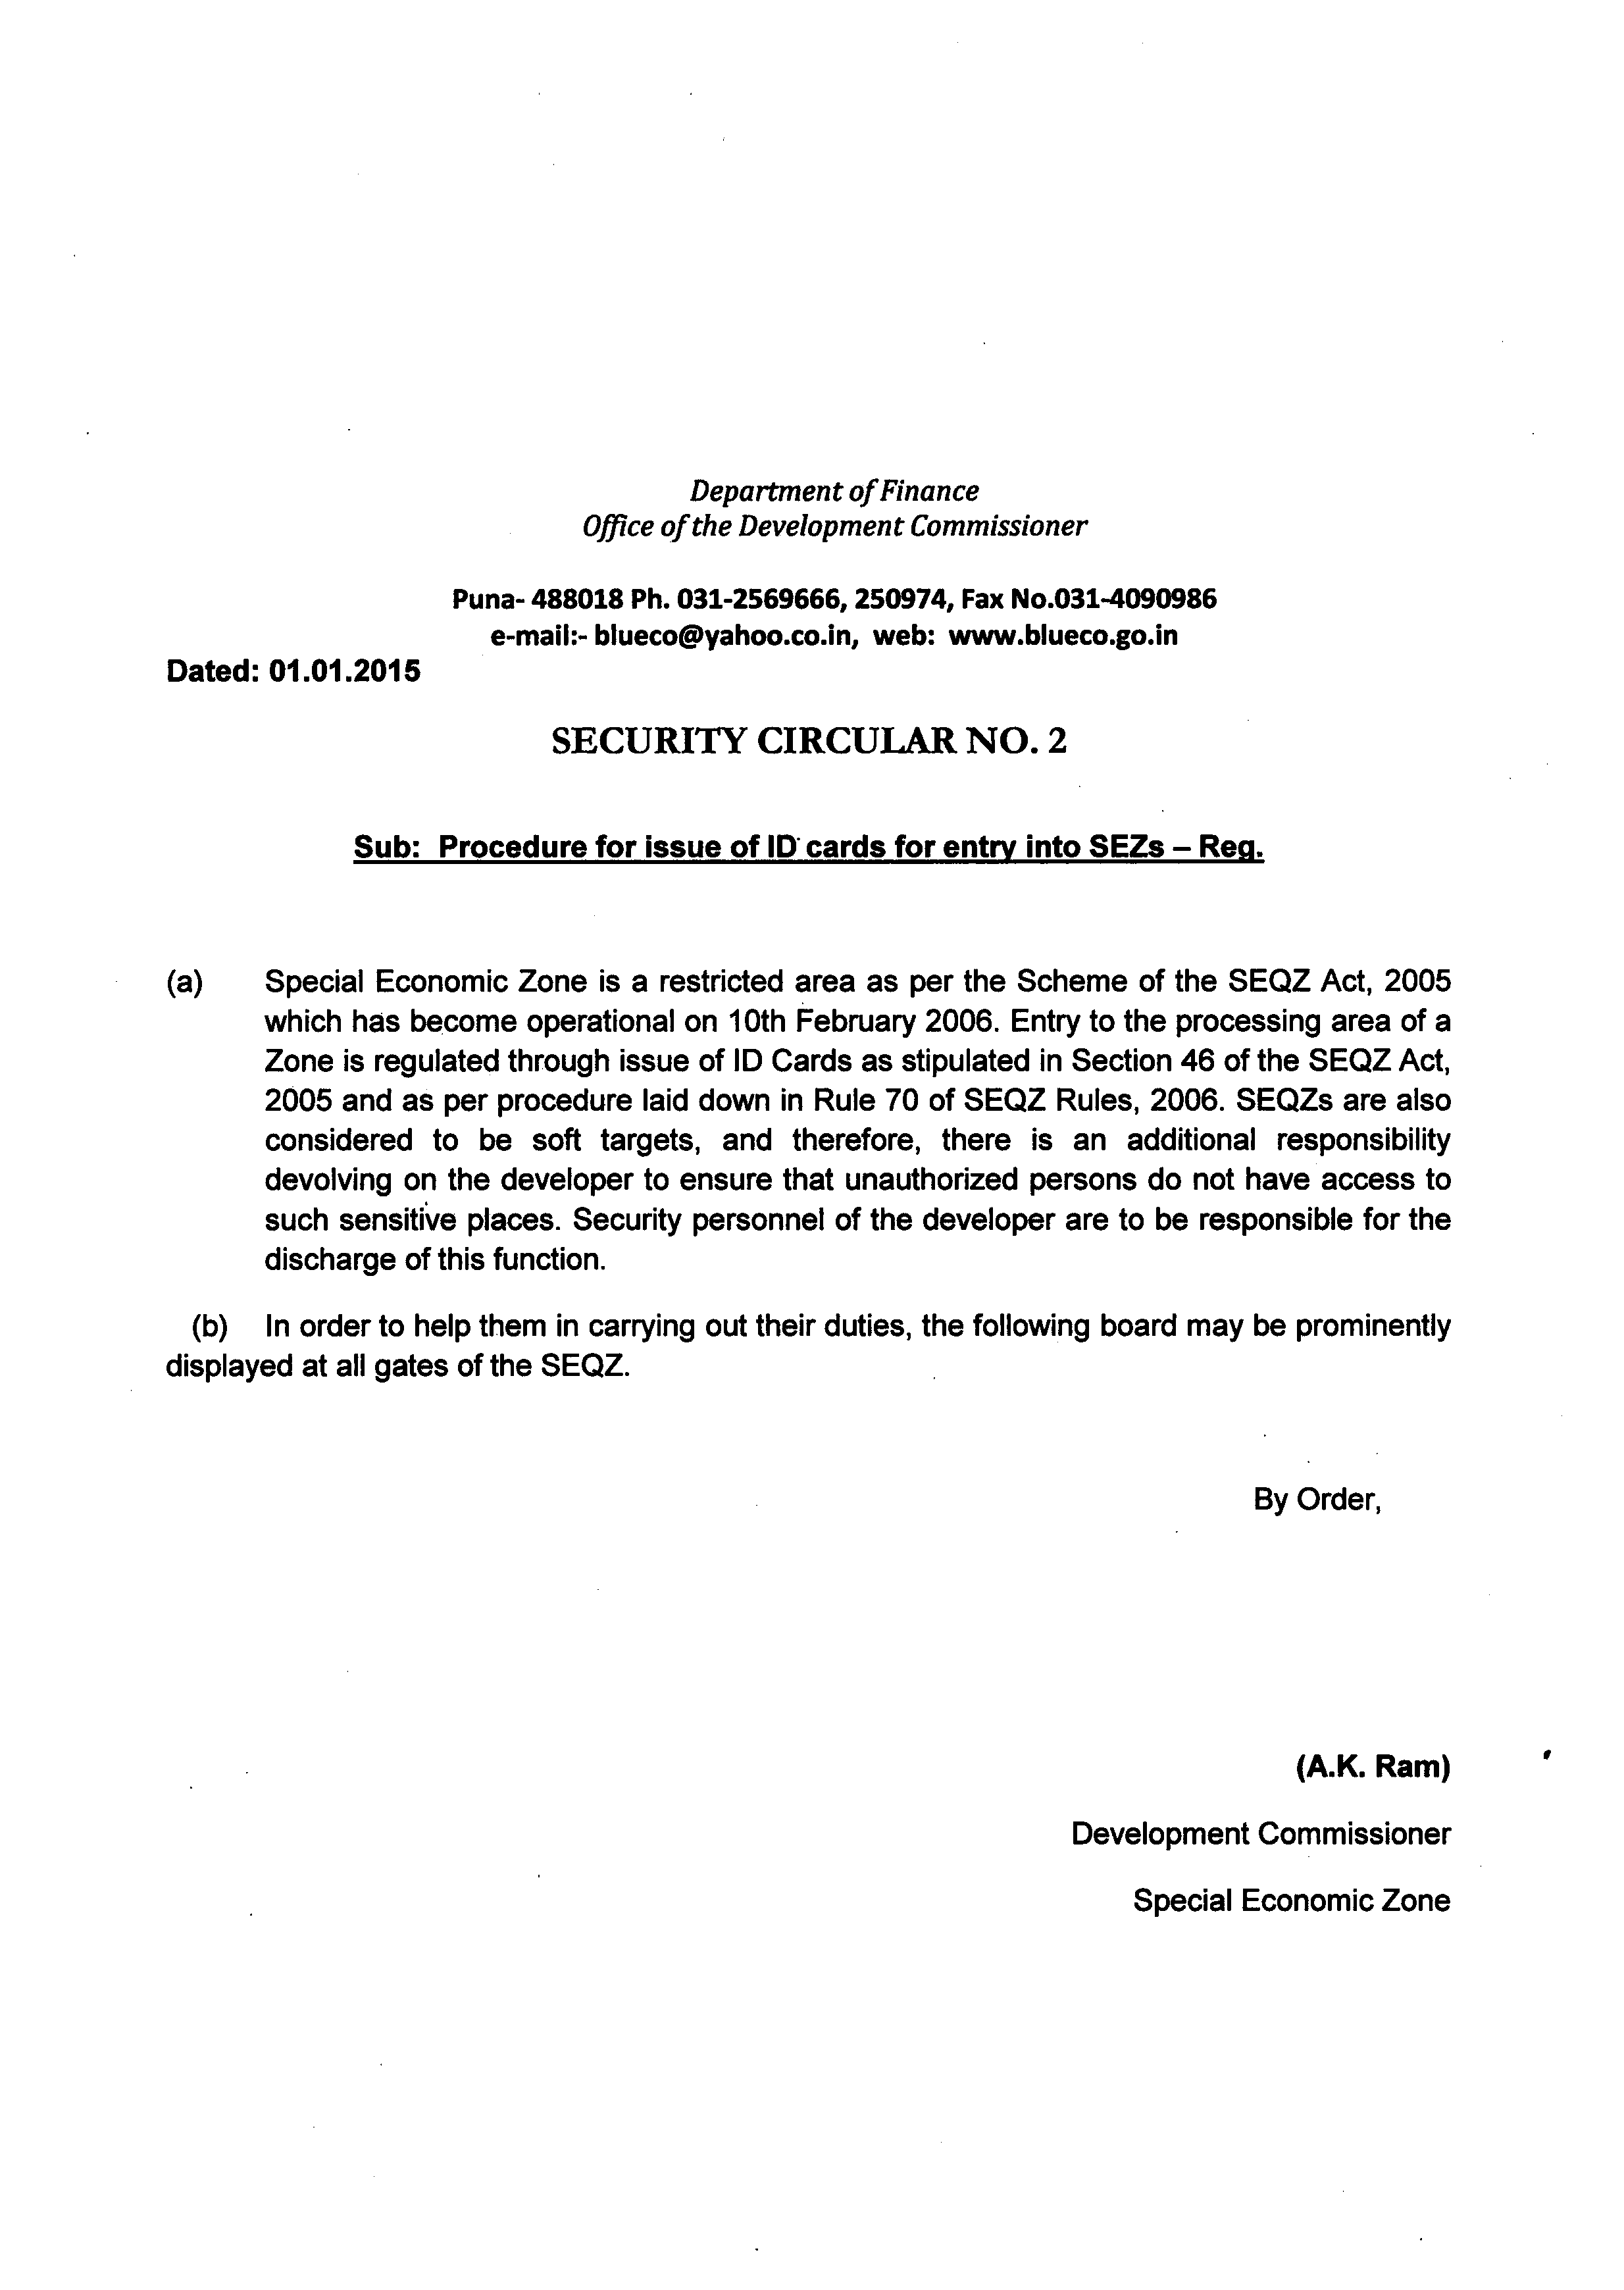 Department of Finance
Office of the Development Commissioner
Puna- 488018 Ph. 031-2569666, 250974, Fax No.031-4090986
e-mail:- blueco@yahoo.co.in, web: www.blueco.go.in
Dated: 01.01.2015
SECURITY CIRCULAR NO. 2
Sub: Procedure for issue of ID cards for entry into SEZs – Reg.
(a) Special Economic Zone is a restricted area as per the Scheme of the SEQZ Act, 2005
which has become operational on 10th February 2006. Entry to the processing area of a
Zone is regulated through issue of ID Cards as stipulated in Section 46 of the SEQZ Act,
2005 and as per procedure laid down in Rule 70 of SEQZ Rules, 2006. SEQZs are also
considered to be soft targets, and therefore, there is an additional responsibility
devolving on the developer to ensure that unauthorized persons do not have access to
such sensitive places. Security personnel of the developer are to be responsible for the
discharge of this function.
(b) In order to help them in carrying out their duties, the following board may be prominently
displayed at all gates of the SEQZ.
By Order,
(A.K. Ram)
Development Commissioner
Special Economic Zone